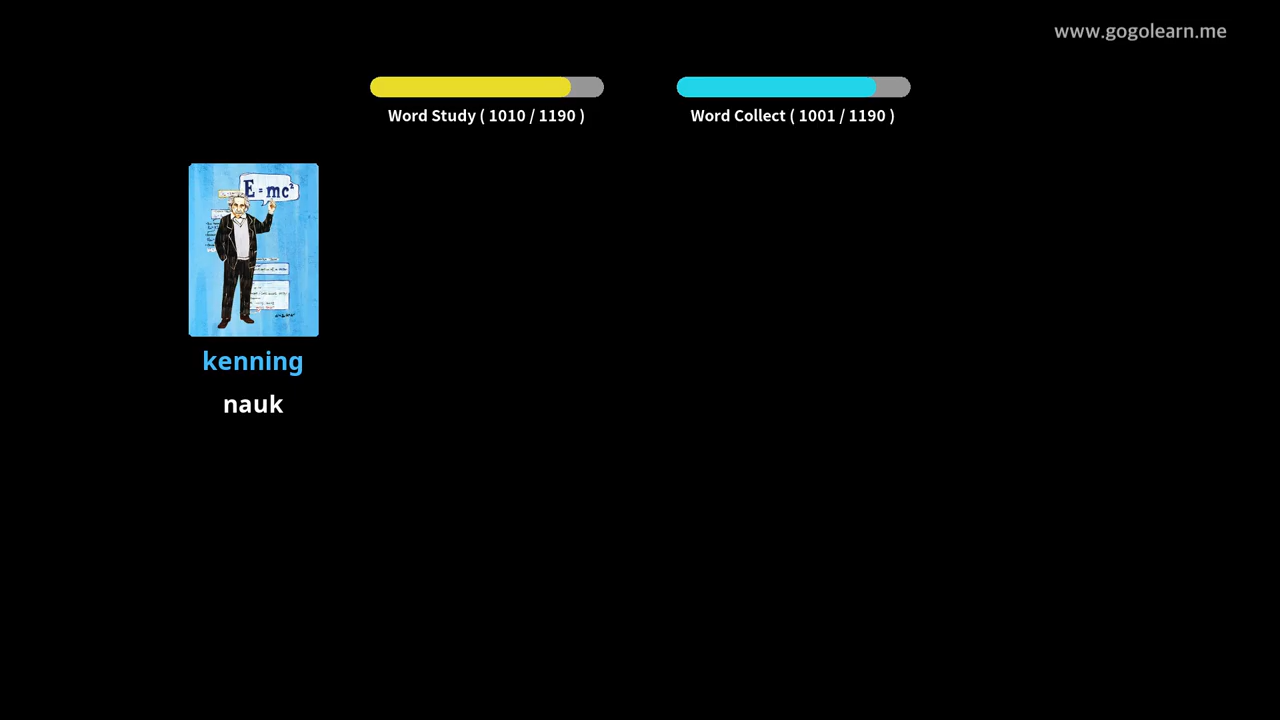 www.gogolearn.me
Word Study ( 1010 / 1190 )
Word Collect ( 1001 / 1190 )
E = mc²
kenning
nauk